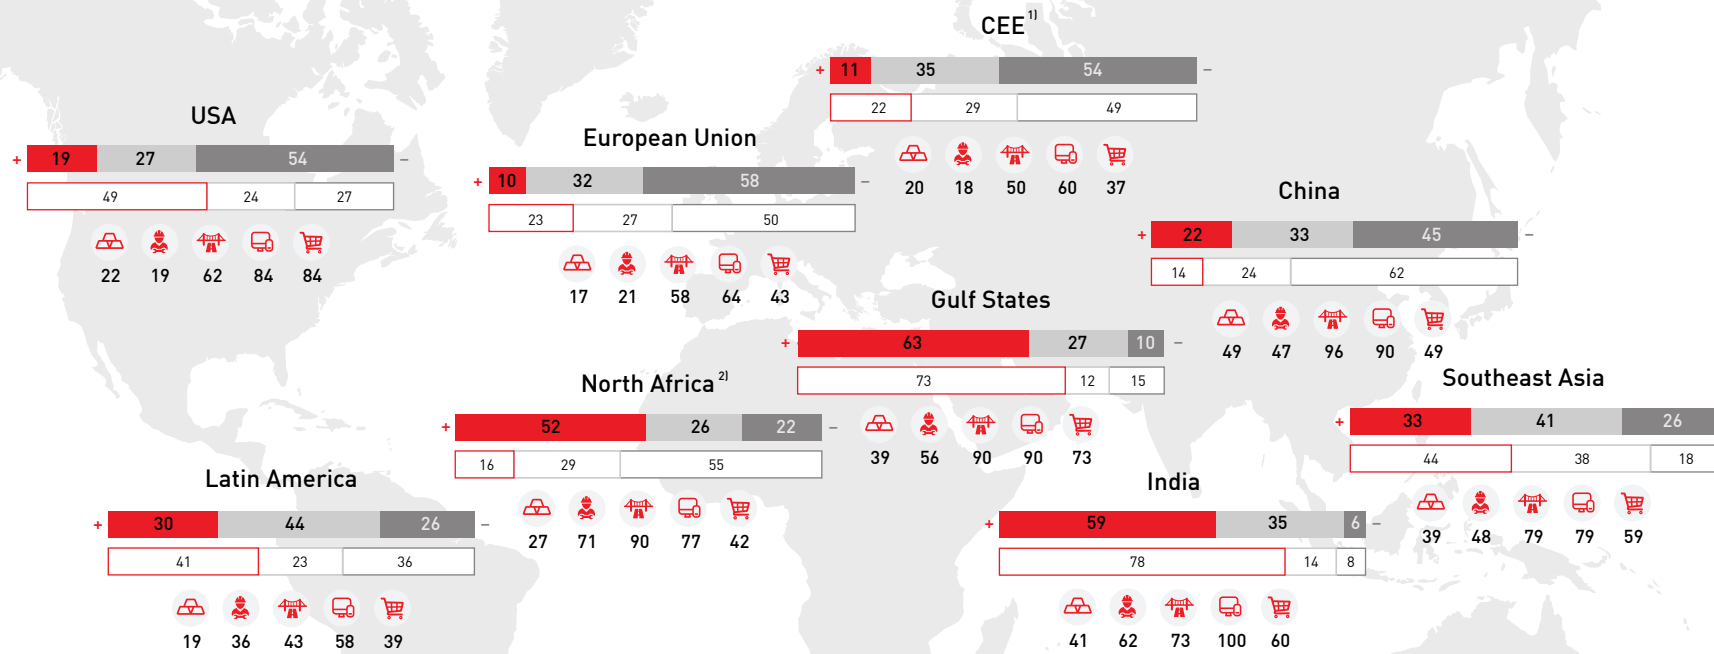 CEE 1)
+ 11 35 54 –
22 29 49
20 18 50 60 37
USA
+ 19 27 54 –
49 24 27
22 19 62 84 84
European Union
+ 10 32 58 –
23 27 50
17 21 58 64 43
China
+ 22 33 45 –
14 24 62
49 47 96 90 49
Gulf States
+ 63 27 10 –
73 12 15
39 56 90 90 73
North Africa 2)
+ 52 26 22 –
16 29 55
27 71 90 77 42
Southeast Asia
+ 33 41 26
44 38 18
39 48 79 79 59
Latin America
+ 30 44 26 –
41 23 36
19 36 43 58 39
India
+ 59 35 6 –
78 14 8
41 62 73 100 60